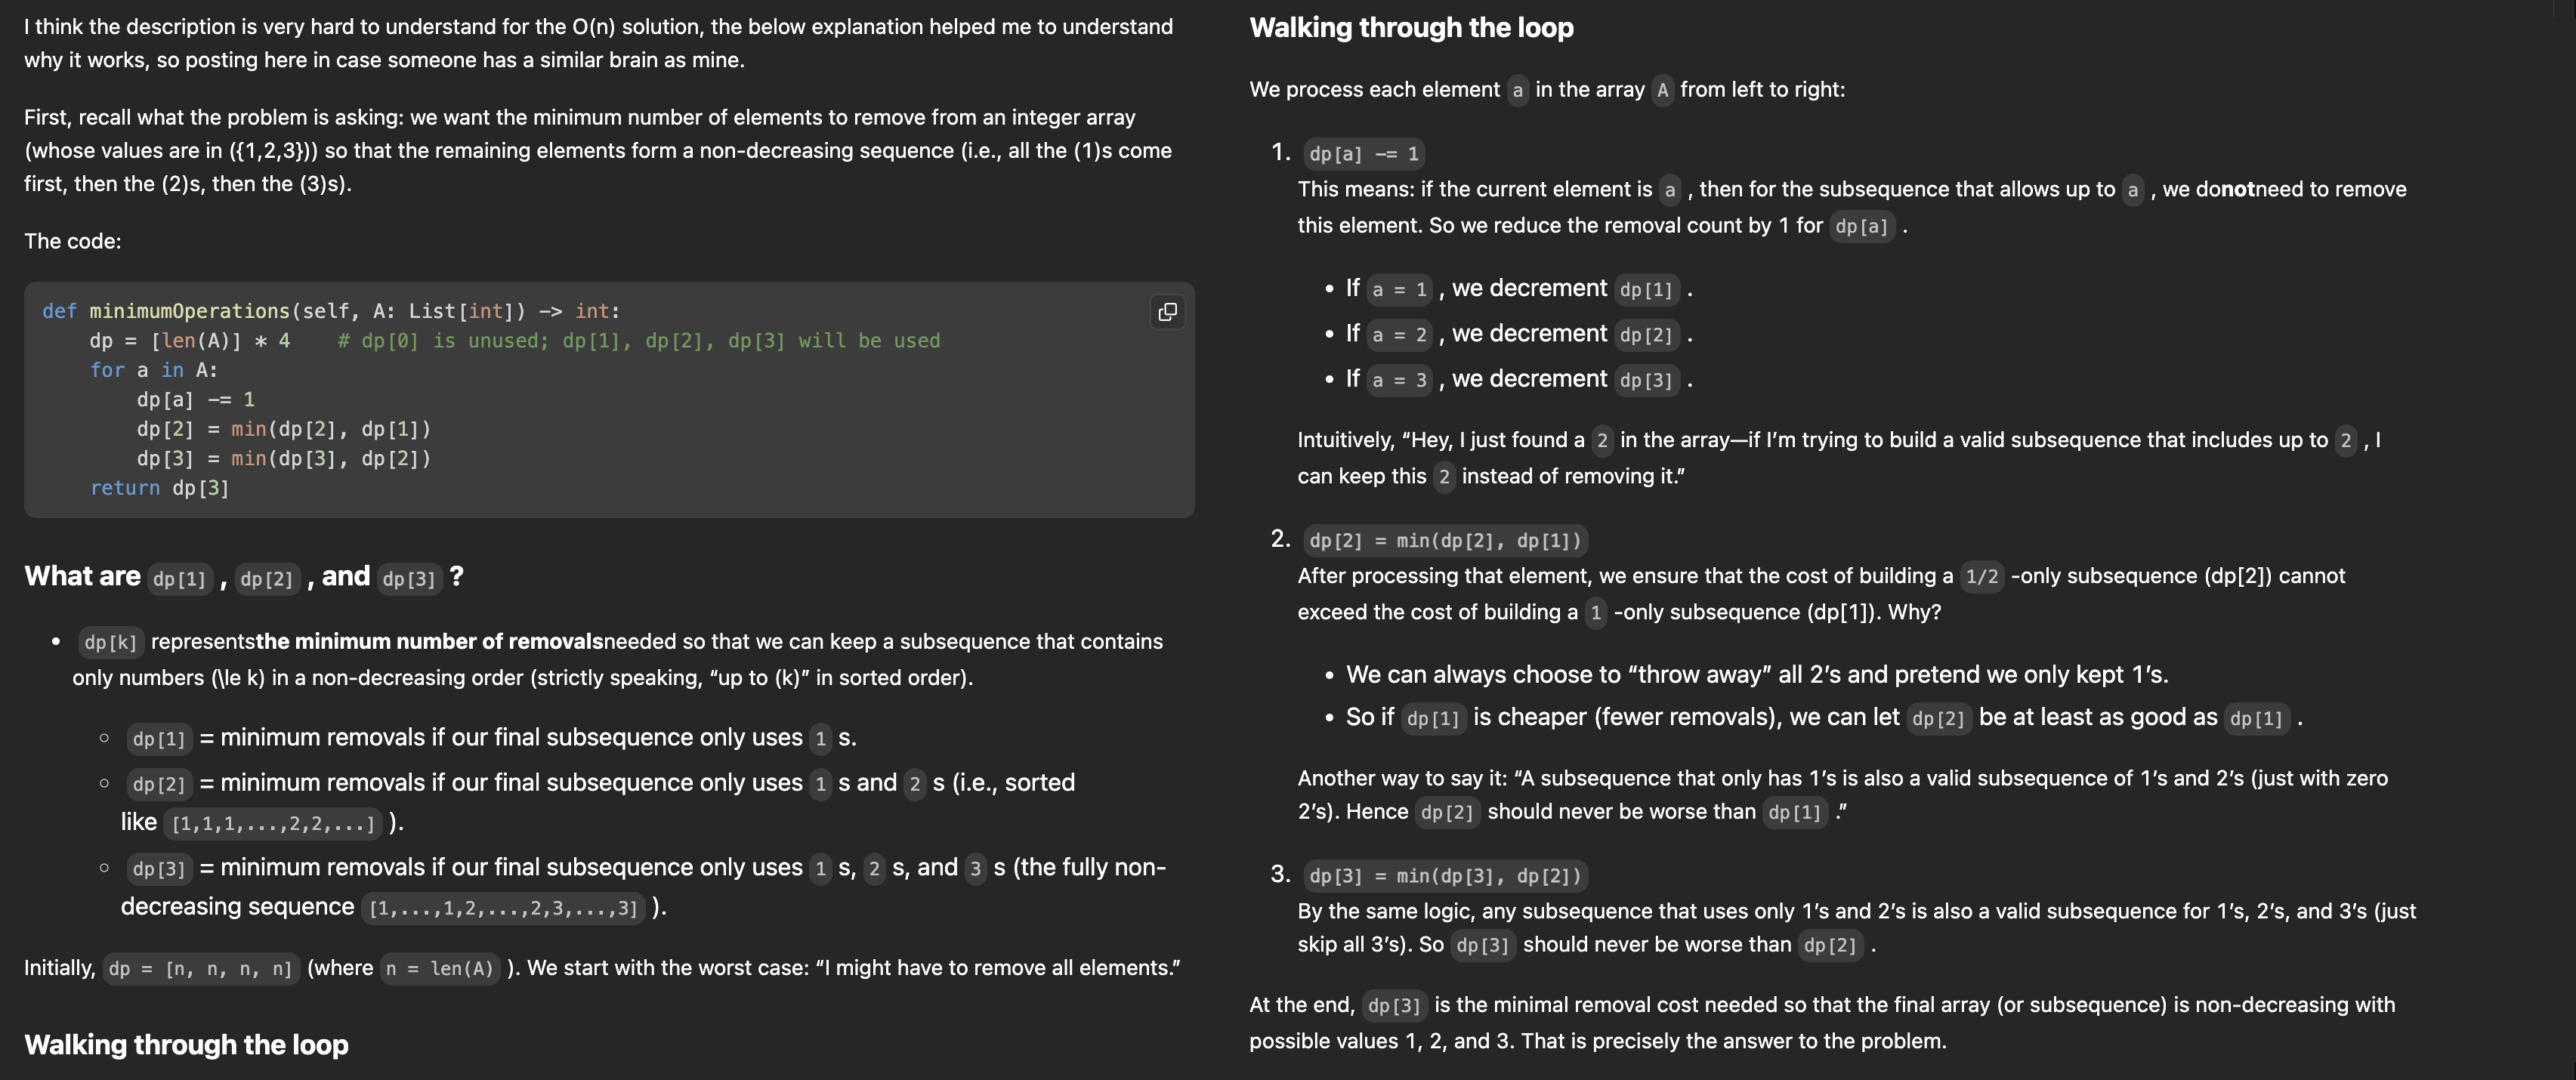 I think the description is very hard to understand for the O(n) solution, the below explanation helped me to understand
why it works, so posting here in case someone has a similar brain as mine.
First, recall what the problem is asking: we want the minimum number of elements to remove from an integer array
(whose values are in ({1,2,3})) so that the remaining elements form a non-decreasing sequence (i.e., all the (1)s come
first, then the (2)s, then the (3)s).
The code:
def minimumOperations(self, A: List[int]) -> int:
    dp = [len(A)] * 4    # dp[0] is unused; dp[1], dp[2], dp[3] will be used
    for a in A:
        dp[a] -= 1
        dp[2] = min(dp[2], dp[1])
        dp[3] = min(dp[3], dp[2])
    return dp[3]
What are dp[1] , dp[2] , and dp[3] ?
• dp[k] representsthe minimum number of removalsneeded so that we can keep a subsequence that contains
only numbers (\le k) in a non-decreasing order (strictly speaking, “up to (k)” in sorted order).
○ dp[1] = minimum removals if our final subsequence only uses 1 s.
○ dp[2] = minimum removals if our final subsequence only uses 1 s and 2 s (i.e., sorted
like [1,1,1,...,2,2,...] ).
○ dp[3] = minimum removals if our final subsequence only uses 1 s, 2 s, and 3 s (the fully non-
decreasing sequence [1,...,1,2,...,2,3,...,3] ).
Initially, dp = [n, n, n, n] (where n = len(A) ). We start with the worst case: “I might have to remove all elements.”
Walking through the loop
Walking through the loop
We process each element a in the array A from left to right:
1. dp[a] -= 1
This means: if the current element is a , then for the subsequence that allows up to a , we donotneed to remove
this element. So we reduce the removal count by 1 for dp[a] .
• If a = 1 , we decrement dp[1] .
• If a = 2 , we decrement dp[2] .
• If a = 3 , we decrement dp[3] .
Intuitively, “Hey, I just found a 2 in the array—if I’m trying to build a valid subsequence that includes up to 2 , I
can keep this 2 instead of removing it.”
2. dp[2] = min(dp[2], dp[1])
After processing that element, we ensure that the cost of building a 1/2 -only subsequence (dp[2]) cannot
exceed the cost of building a 1 -only subsequence (dp[1]). Why?
• We can always choose to “throw away” all 2’s and pretend we only kept 1’s.
• So if dp[1] is cheaper (fewer removals), we can let dp[2] be at least as good as dp[1] .
Another way to say it: “A subsequence that only has 1’s is also a valid subsequence of 1’s and 2’s (just with zero
2’s). Hence dp[2] should never be worse than dp[1] .”
3. dp[3] = min(dp[3], dp[2])
By the same logic, any subsequence that uses only 1’s and 2’s is also a valid subsequence for 1’s, 2’s, and 3’s (just
skip all 3’s). So dp[3] should never be worse than dp[2] .
At the end, dp[3] is the minimal removal cost needed so that the final array (or subsequence) is non-decreasing with
possible values 1, 2, and 3. That is precisely the answer to the problem.